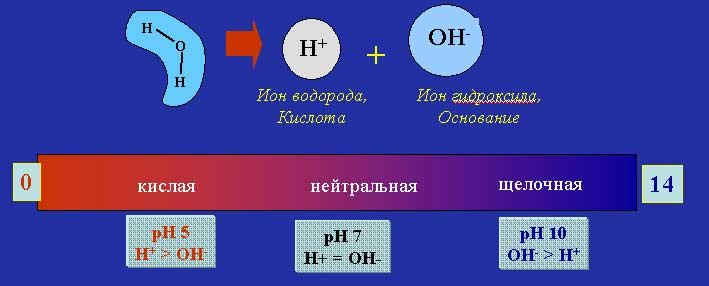 H
O
H
H⁺
+
OH⁻
Ион водорода,
Кислота
Ион гидроксила,
Основание
0
кислая
нейтральная
щелочная
14
pH 5
H⁺ > OH
pH 7
H+ = OH-
pH 10
OH⁻ > H⁺